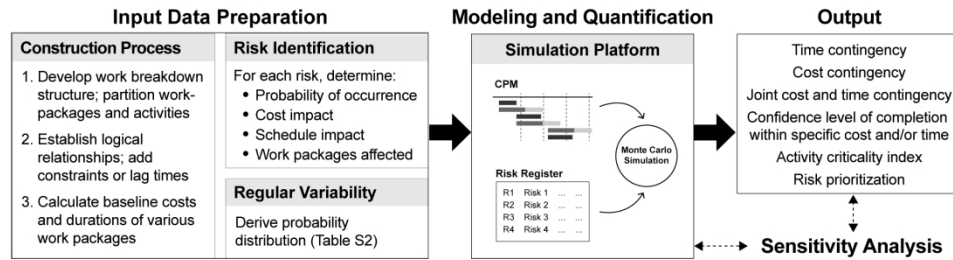 Input Data Preparation
Construction Process
1. Develop work breakdown
structure; partition work-
packages and activities
2. Establish logical
relationships; add
constraints or lag times
3. Calculate baseline costs
and durations of various
work packages
Risk Identification
For each risk, determine:
• Probability of occurrence
• Cost impact
• Schedule impact
• Work packages affected
Regular Variability
Derive probability
distribution (Table S2)
Modeling and Quantification
Simulation Platform
CPM
Monte Carlo
Simulation
Risk Register
R1 Risk 1 ... ...
R2 Risk 2 ... ...
R3 Risk 3 ... ...
R4 Risk 4 ... ...
Output
Time contingency
Cost contingency
Joint cost and time contingency
Confidence level of completion
within specific cost and/or time
Activity criticality index
Risk prioritization
Sensitivity Analysis